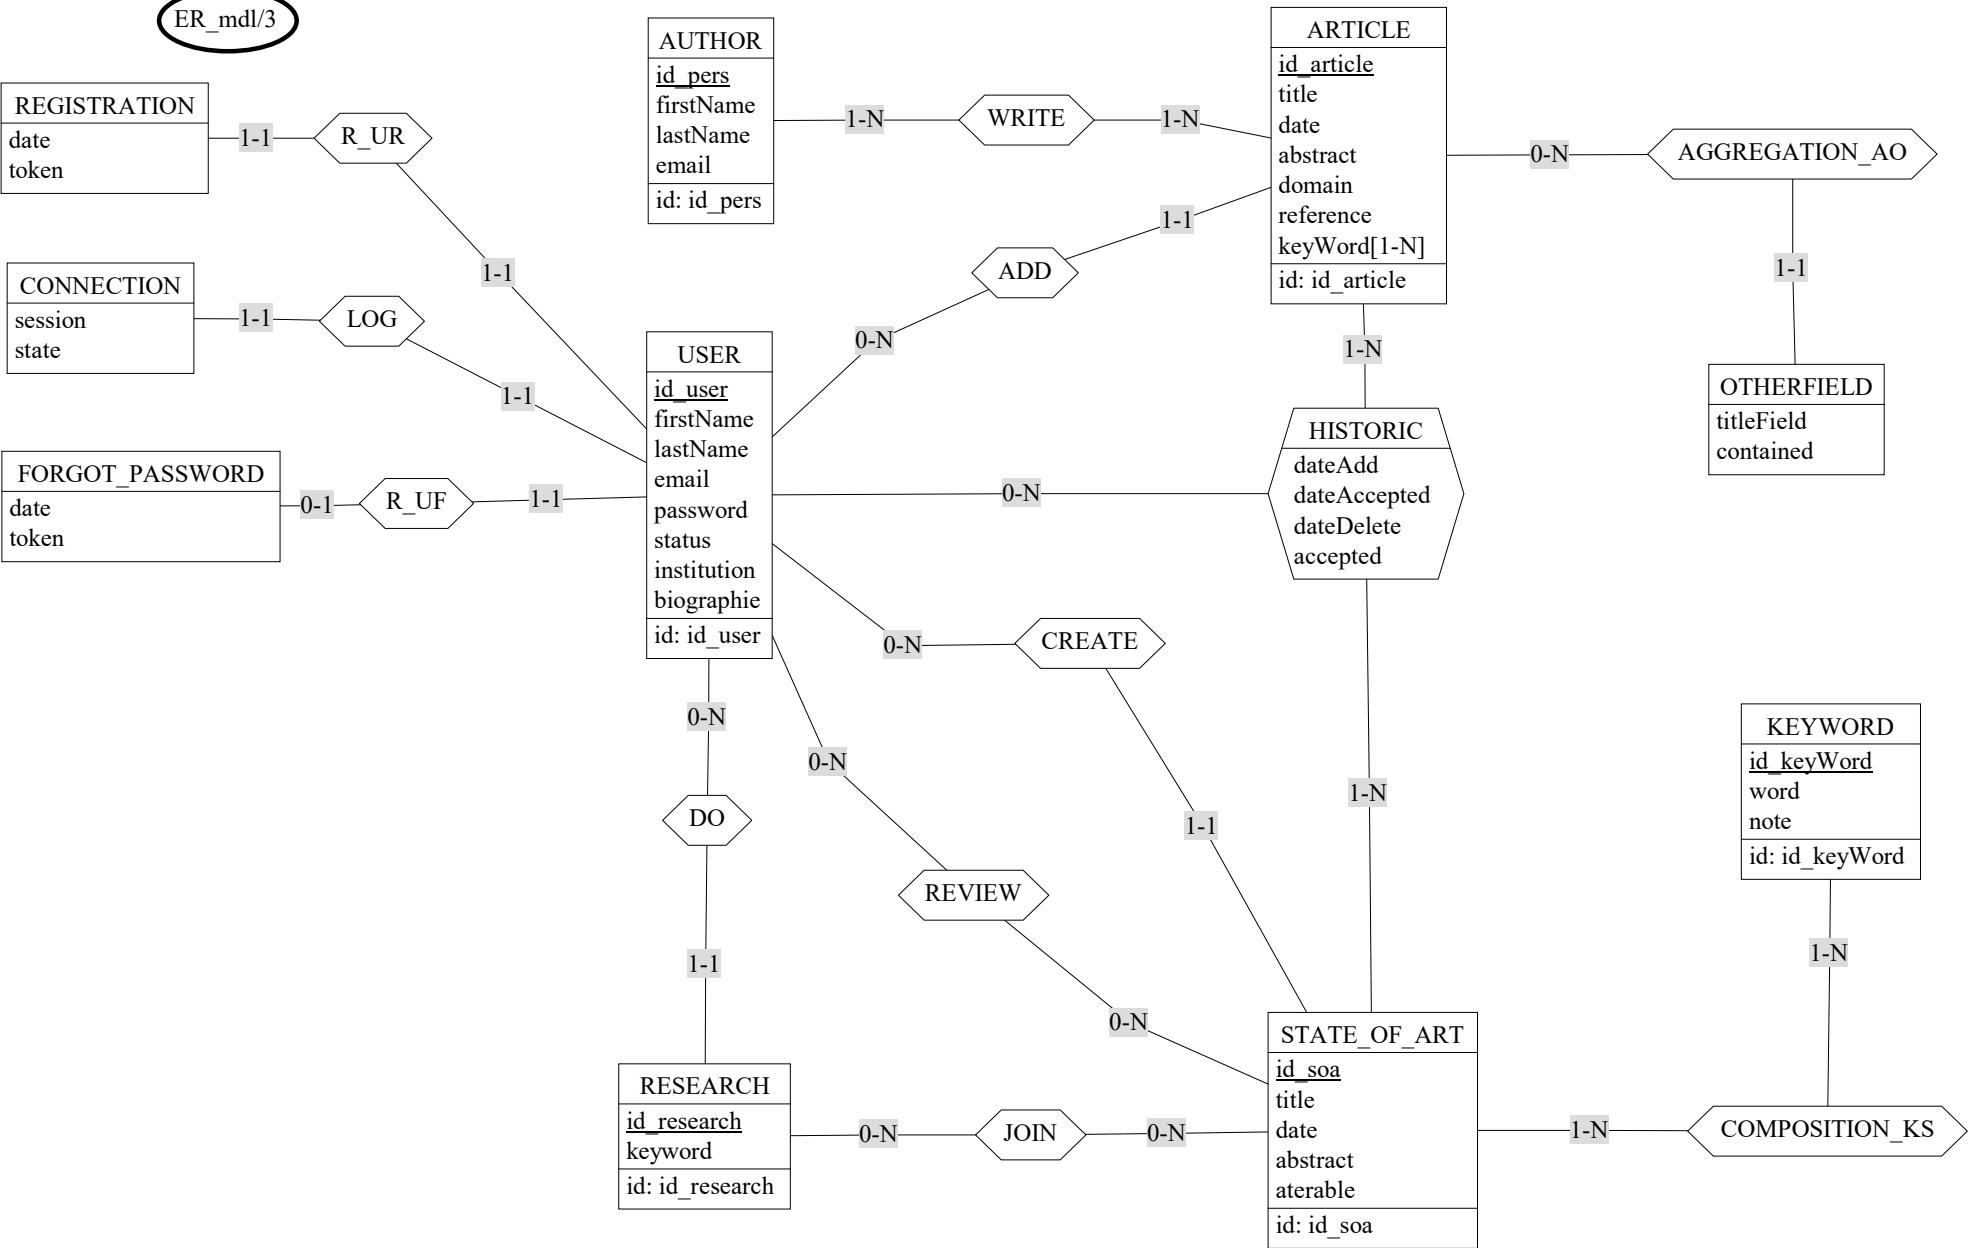 ER_mdl/3
REGISTRATION
date
token
1-1
R_UR
1-1
CONNECTION
session
state
1-1
LOG
1-1
FORGOT_PASSWORD
date
token
0-1
R_UF
1-1
AUTHOR
id_pers
firstName
lastName
email
id: id_pers
1-N
WRITE
1-N
ARTICLE
id_article
title
date
abstract
domain
reference
keyWord[1-N]
id: id_article
0-N
AGGREGATION_AO
1-1
OTHERFIELD
titleField
contained
1-1
ADD
0-N
USER
id_user
firstName
lastName
email
password
status
institution
biographie
id: id_user
1-N
0-N
HISTORIC
dateAdd
dateAccepted
dateDelete
accepted
1-N
0-N
CREATE
1-1
0-N
REVIEW
0-N
0-N
DO
1-1
RESEARCH
id_research
keyword
id: id_research
0-N
JOIN
0-N
STATE_OF_ART
id_soa
title
date
abstract
aterable
id: id_soa
1-N
COMPOSITION_KS
1-N
KEYWORD
id_keyWord
word
note
id: id_keyWord